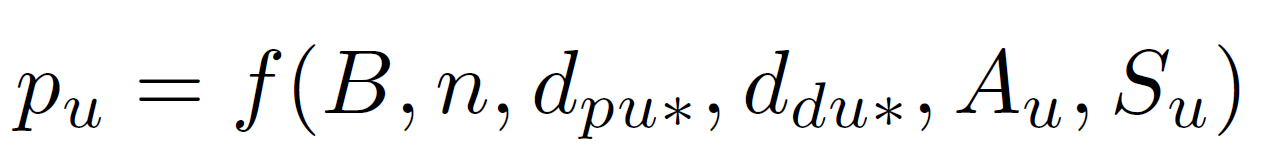 p_u = f(B, n, d_{pu*}, d_{du*}, A_u, S_u)